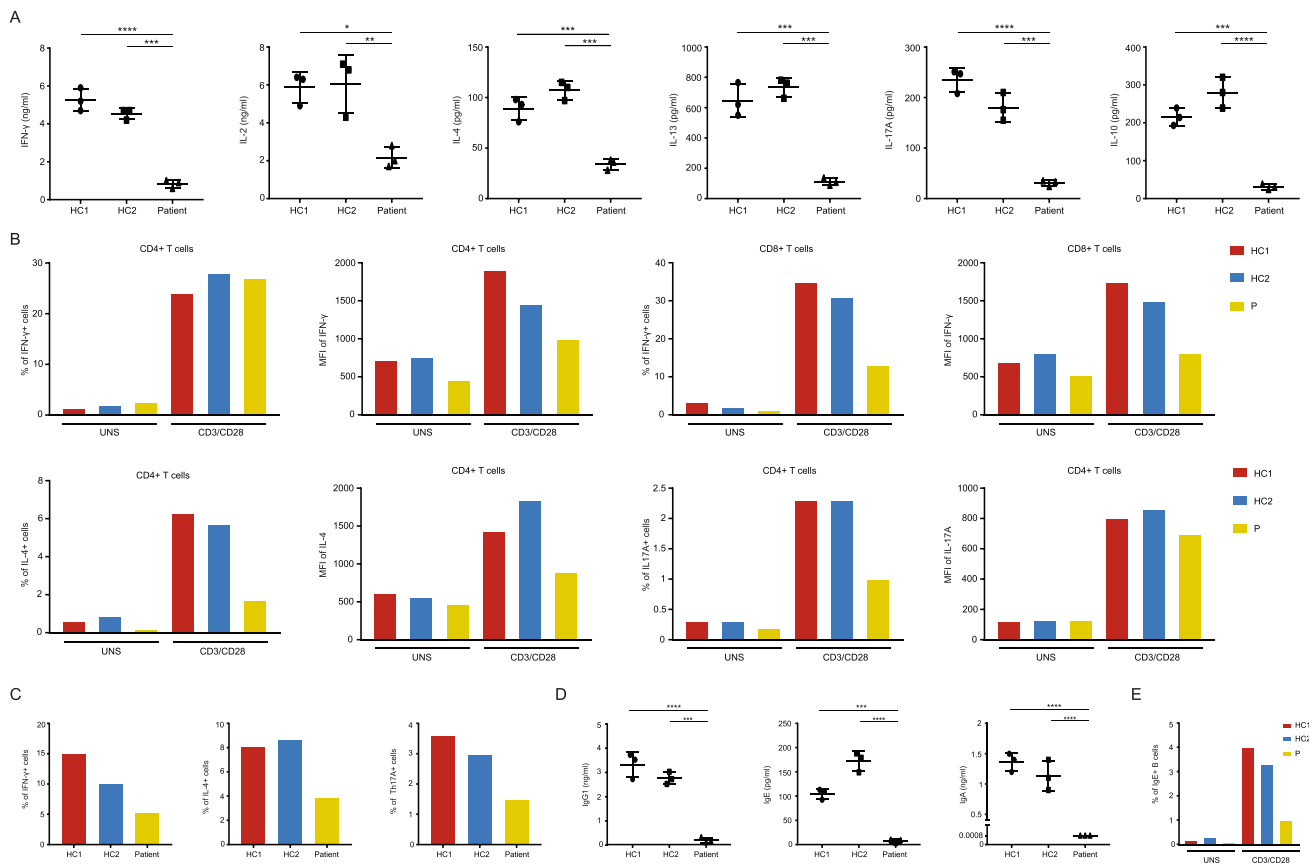 A
**** *** * ** *** *** *** *** **** *** *** ****
IFN-γ (ng/ml)
8
6
4
2
0
HC1 HC2 Patient
IL-2 (ng/ml)
8
6
4
2
0
HC1 HC2 Patient
IL-4 (pg/ml)
150
100
50
0
HC1 HC2 Patient
IL-13 (pg/ml)
1000
800
600
400
200
0
HC1 HC2 Patient
IL-17A (pg/ml)
300
200
100
0
HC1 HC2 Patient
IL-10 (pg/ml)
400
300
200
100
0
HC1 HC2 Patient
B
CD4+ T cells
% of IFN-γ+ cells
30
20
10
0
UNS CD3/CD28
CD4+ T cells
MFI of IFN-γ
2000
1500
1000
500
0
UNS CD3/CD28
CD8+ T cells
% of IFN-γ+ cells
40
30
20
10
0
UNS CD3/CD28
CD8+ T cells
MFI of IFN-γ
2000
1500
1000
500
0
UNS CD3/CD28
HC1
HC2
P
CD4+ T cells
% of IL-4+ cells
8
6
4
2
0
UNS CD3/CD28
CD4+ T cells
MFI of IL-4
2000
1500
1000
500
0
UNS CD3/CD28
CD4+ T cells
% of IL17A+ cells
2.5
2
1.5
1
0.5
0
UNS CD3/CD28
CD4+ T cells
MFI of IL-17A
1000
800
600
400
200
0
UNS CD3/CD28
HC1
HC2
P
C
% of IFN-γ+ cells
20
15
10
5
0
HC1 HC2 Patient
% of IL-4+ cells
10
8
6
4
2
0
HC1 HC2 Patient
% of Th17A+ cells
4
3
2
1
0
HC1 HC2 Patient
D
**** ***
IgG1 (ng/ml)
5
4
3
2
1
0
HC1 HC2 Patient
*** ****
IgE (pg/ml)
250
200
150
100
50
0
HC1 HC2 Patient
**** ****
IgA (ng/ml)
2.0
1.5
1.0
0.5
0.0008
HC1 HC2 Patient
E
% of IgE+ B cells
5
4
3
2
1
0
UNS CD3/CD28
HC1
HC2
P